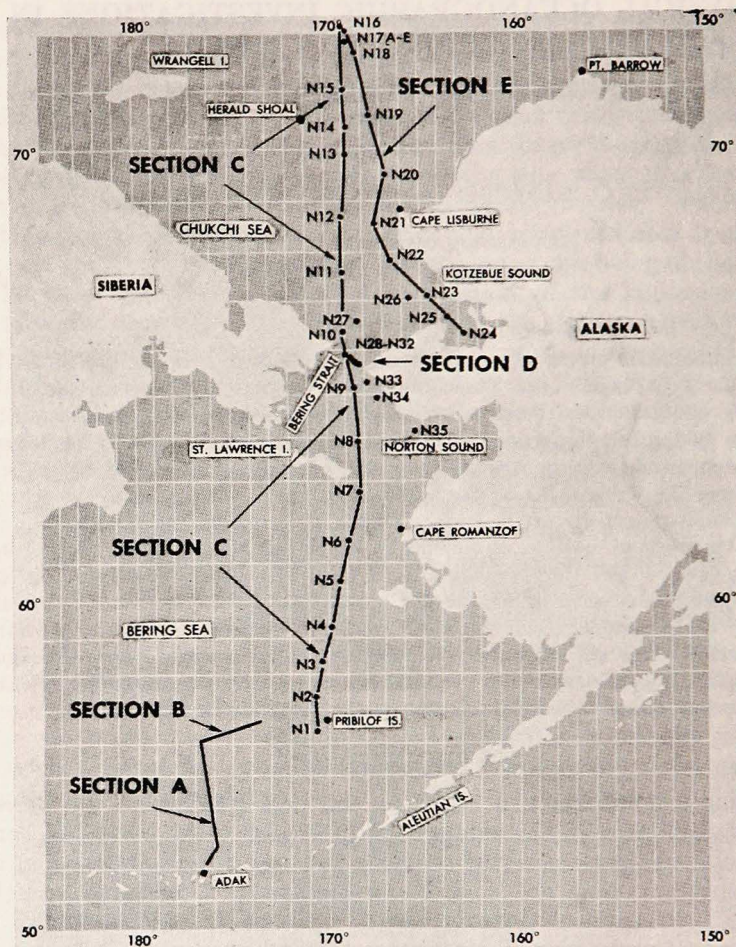 180°
170°
160°
150°
N16
N17A-E
N18
WRANGELL I.
PT. BARROW
N15
SECTION E
HERALD SHOAL
N14
N19
70°
N13
70°
SECTION C
N20
N12
N21
CAPE LISBURNE
CHUKCHI SEA
N22
N11
KOTZEBUE SOUND
SIBERIA
N26
N23
N27
N25
N10
N24
ALASKA
N28-N32
SECTION D
BERING STRAIT
N9
N33
N34
N35
N8
ST. LAWRENCE I.
NORTON SOUND
N7
CAPE ROMANZOF
SECTION C
N6
N5
60°
60°
BERING SEA
N4
N3
N2
SECTION B
PRIBILOF IS.
N1
SECTION A
ALEUTIAN IS.
ADAK
50°
180°
170°
160°
150°